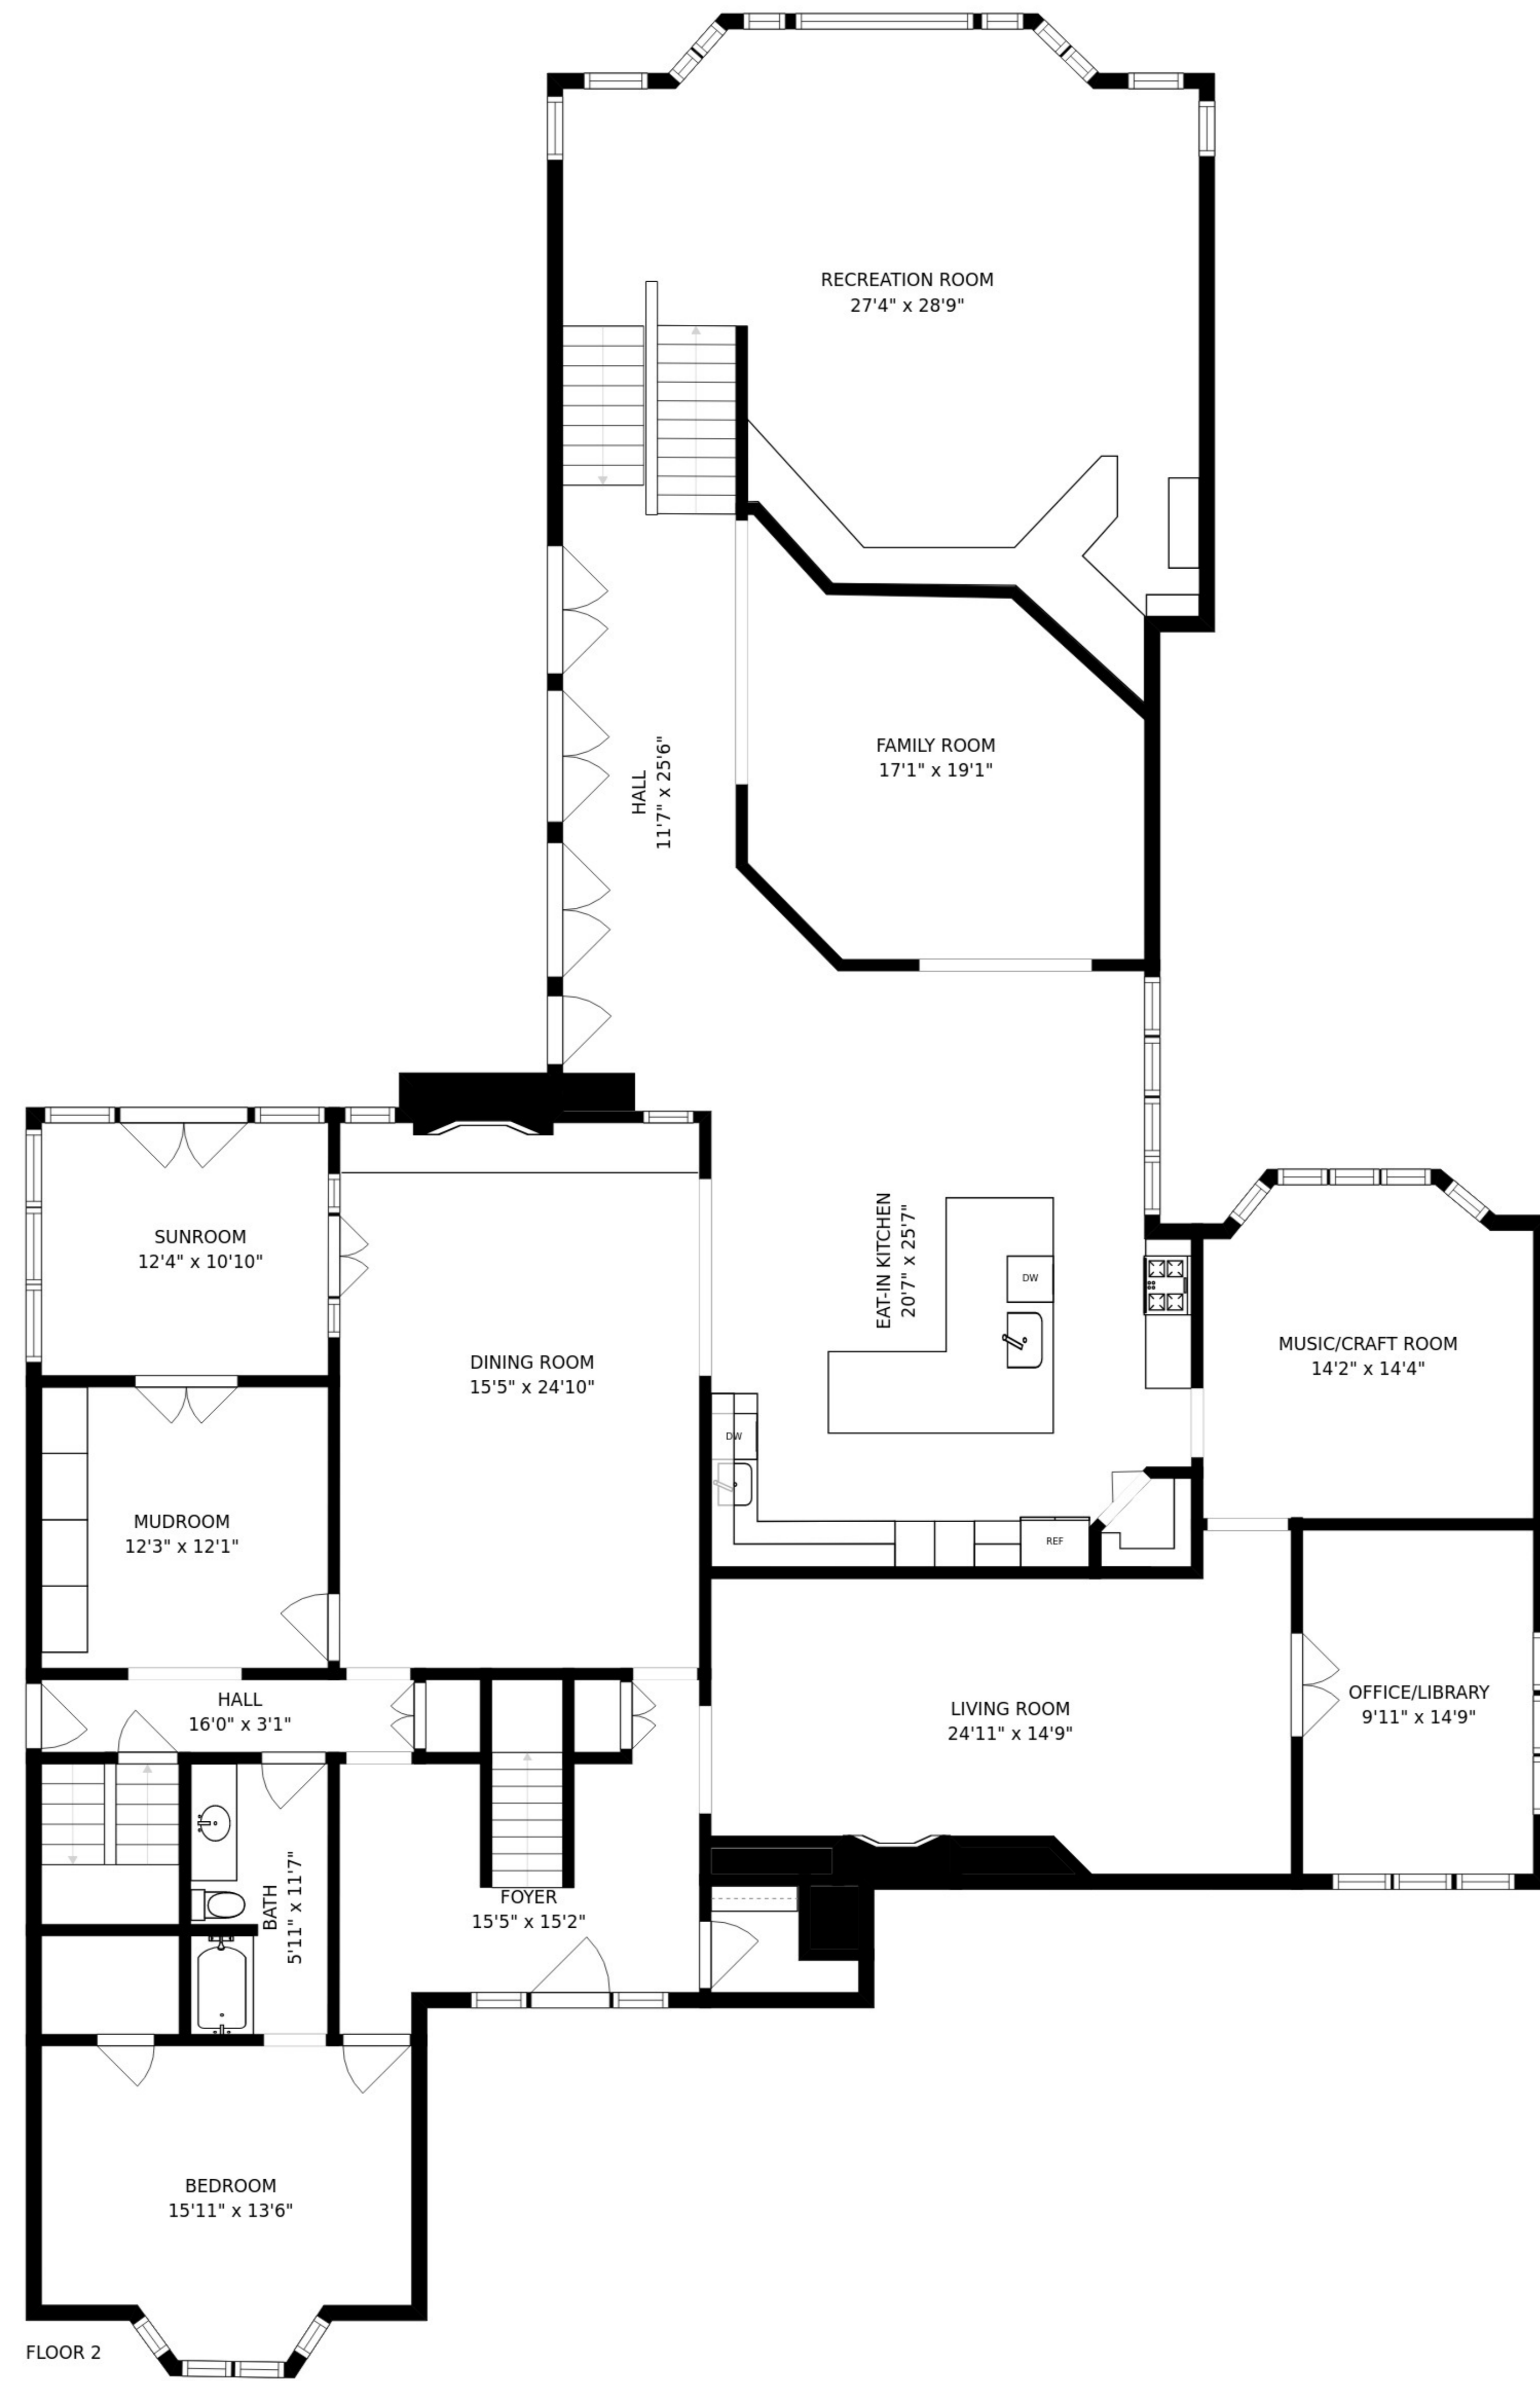 RECREATION ROOM
27'4" x 28'9"
FAMILY ROOM
17'1" x 19'1"
HALL
11'7" x 25'6"
EAT-IN KITCHEN
20'7" x 25'7"
DW
SUNROOM
12'4" x 10'10"
DINING ROOM
15'5" x 24'10"
MUSIC/CRAFT ROOM
14'2" x 14'4"
DW
MUDROOM
12'3" x 12'1"
REF
HALL
16'0" x 3'1"
LIVING ROOM
24'11" x 14'9"
OFFICE/LIBRARY
9'11" x 14'9"
BATH
5'11" x 11'7"
FOYER
15'5" x 15'2"
BEDROOM
15'11" x 13'6"
FLOOR 2